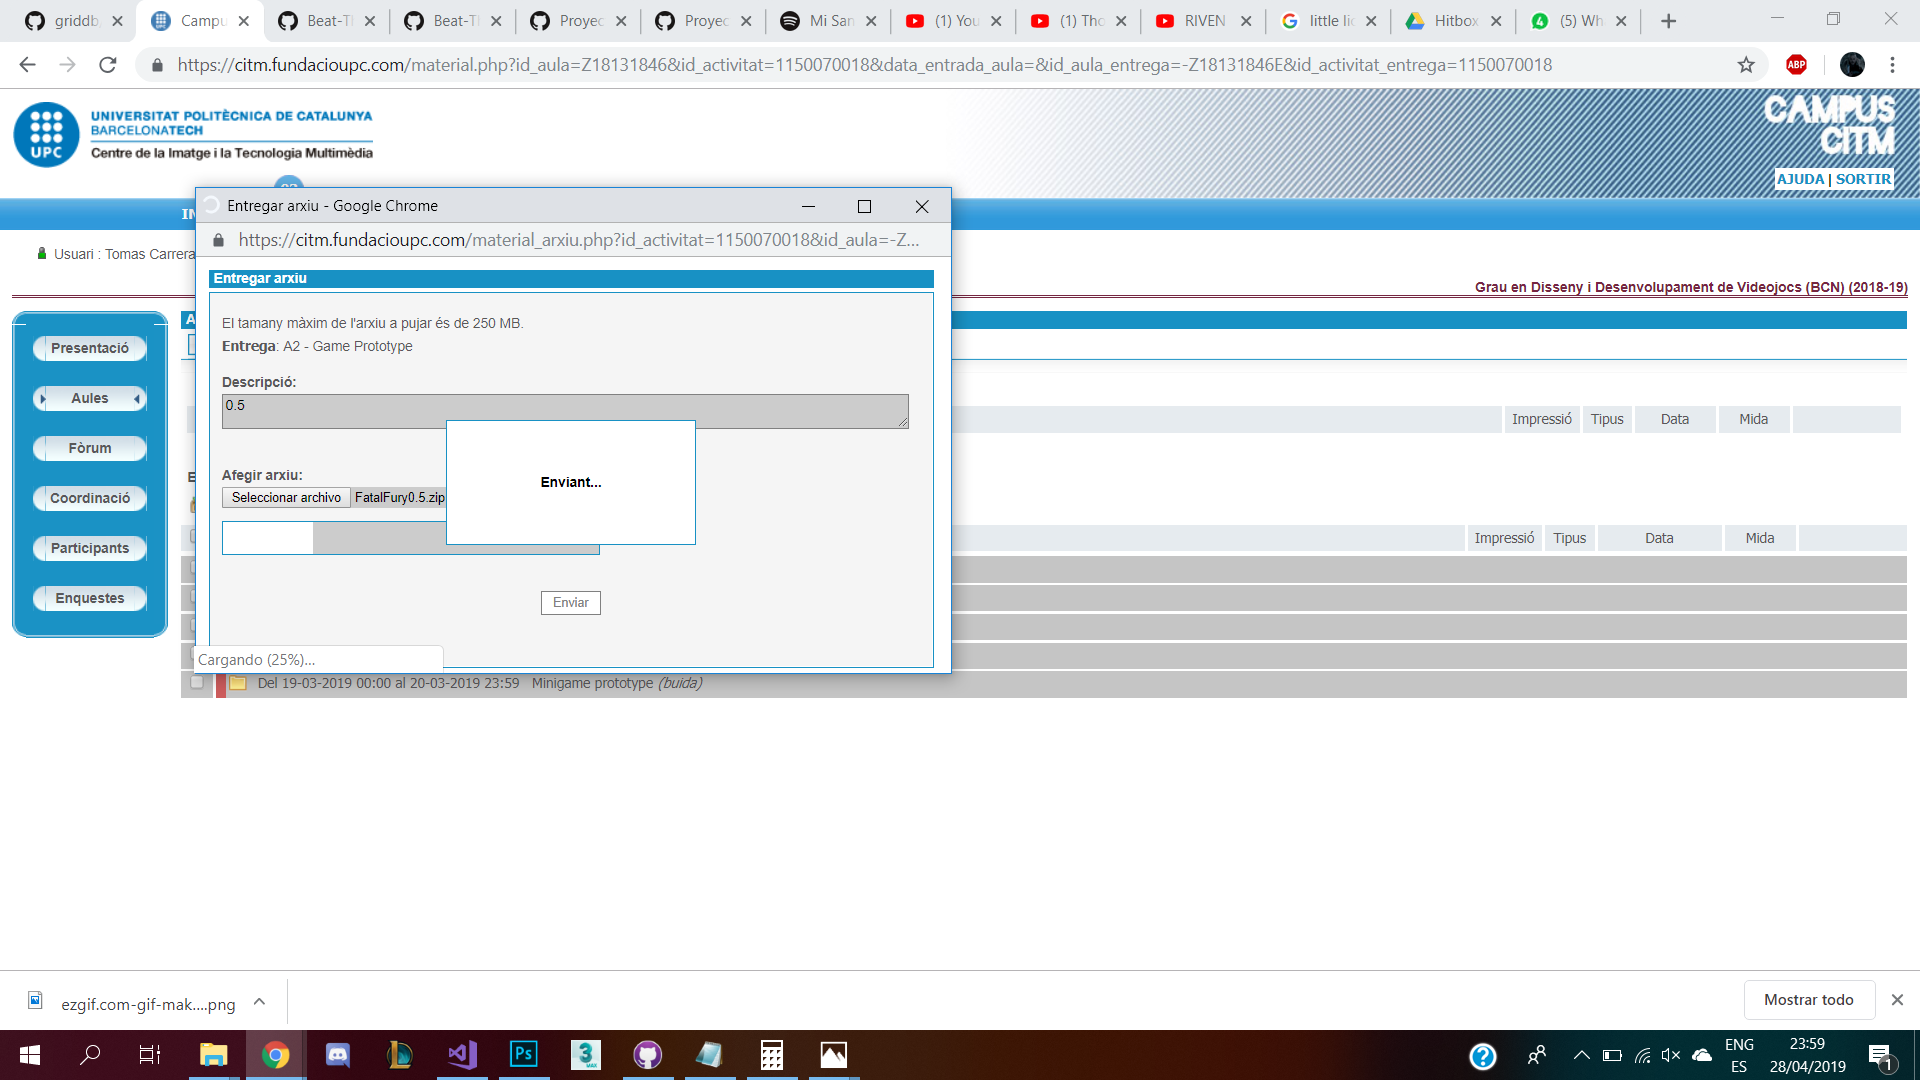 griddb
Campu
Beat-Tl
Beat-Tl
Proyec
Proyec
Mi San
(1) You
(1) Tho
RIVEN
little lic
Hitbox
(5) Wh
https://citm.fundacioupc.com/material.php?id_aula=Z18131846&id_activitat=1150070018&data_entrada_aula=&id_aula_entrega=-Z18131846E&id_activitat_entrega=1150070018
ABP
UPC
UNIVERSITAT POLITÈCNICA DE CATALUNYA
BARCELONATECH
Centre de la Imatge i la Tecnologia Multimèdia
CAMPUS
CITM
AJUDA | SORTIR
Usuari : Tomas Carrera
Grau en Disseny i Desenvolupament de Videojocs (BCN) (2018-19)
Presentació
Aules
Fòrum
Coordinació
Participants
Enquestes
Entregar arxiu - Google Chrome
https://citm.fundacioupc.com/material_arxiu.php?id_activitat=1150070018&id_aula=-Z...
Entregar arxiu
El tamany màxim de l'arxiu a pujar és de 250 MB.
Entrega: A2 - Game Prototype
Descripció:
0.5
Afegir arxiu:
Seleccionar archivo FatalFury0.5.zip
Enviant...
Enviar
Cargando (25%)...
Impressió Tipus Data Mida
Impressió Tipus Data Mida
Del 19-03-2019 00:00 al 20-03-2019 23:59 Minigame prototype (buida)
ezgif.com-gif-mak....png
Mostrar todo
Ps
3
MAX
ENG
ES
23:59
28/04/2019
1